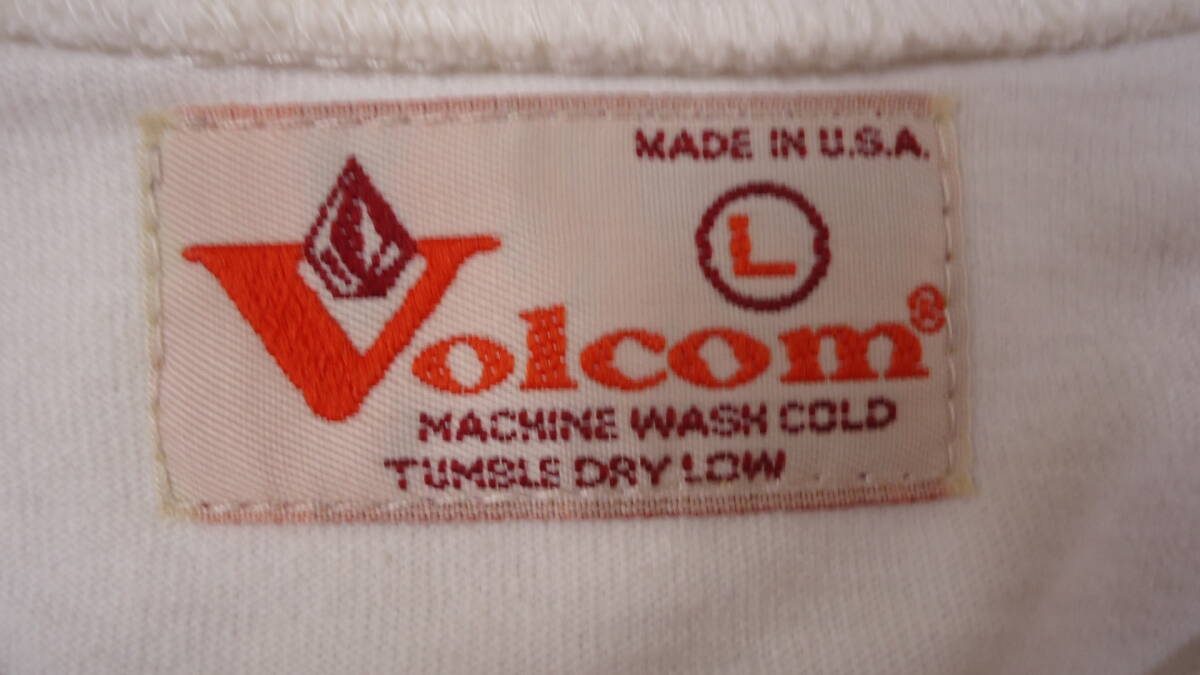 MADE IN U.S.A.
L
Volcom®
MACHINE WASH COLD
TUMBLE DRY LOW